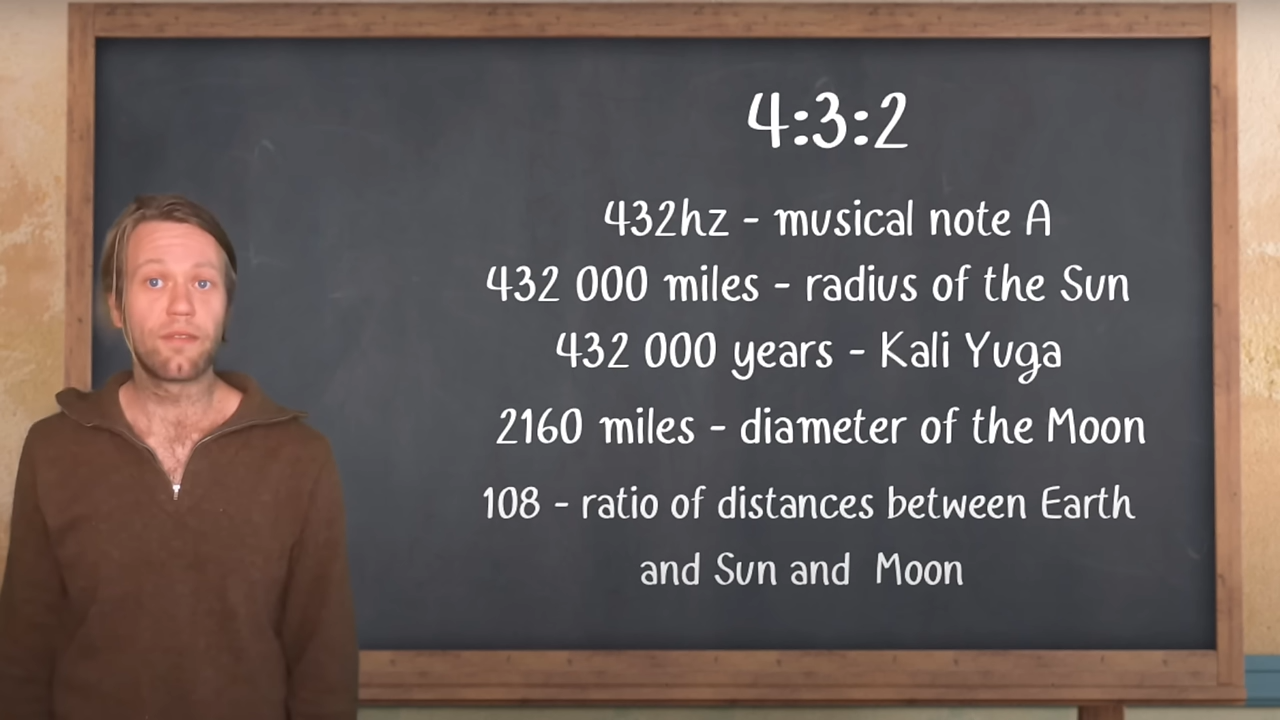 4:3:2
432hz - musical note A
432 000 miles - radius of the Sun
432 000 years - Kali Yuga
2160 miles - diameter of the Moon
108 - ratio of distances between Earth
and Sun and Moon